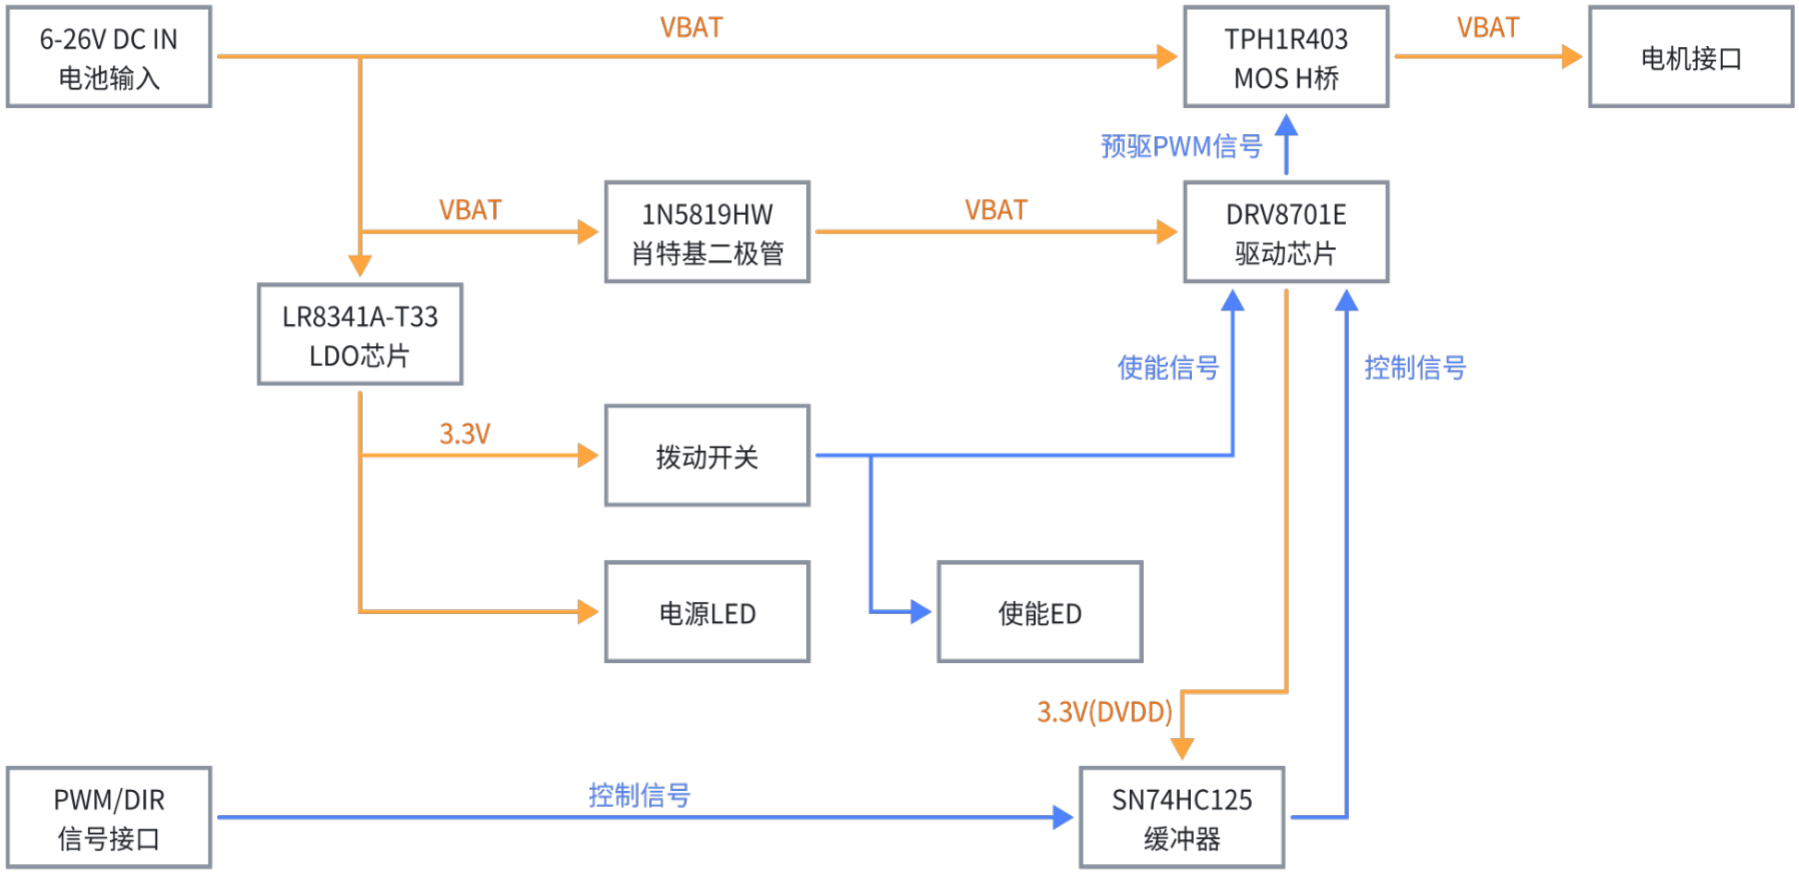 6-26V DC IN
电池输入
VBAT
TPH1R403
MOS H桥
VBAT
电机接口
预驱PWM信号
VBAT
1N5819HW
肖特基二极管
VBAT
DRV8701E
驱动芯片
LR8341A-T33
LDO芯片
使能信号
控制信号
3.3V
拨动开关
电源LED
使能ED
3.3V(DVDD)
PWM/DIR
信号接口
控制信号
SN74HC125
缓冲器